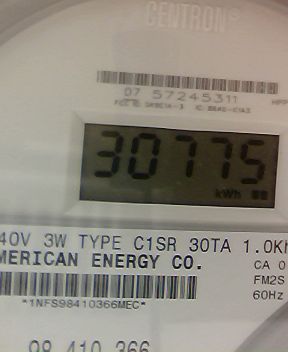 CENTRON®
07 57245311
30775
kWh
40V 3W TYPE C1SR 30TA 1.0Kh
MERICAN ENERGY CO.
CA 0
FM2S
60Hz
*1NFS98410366MEC*
98 410 366